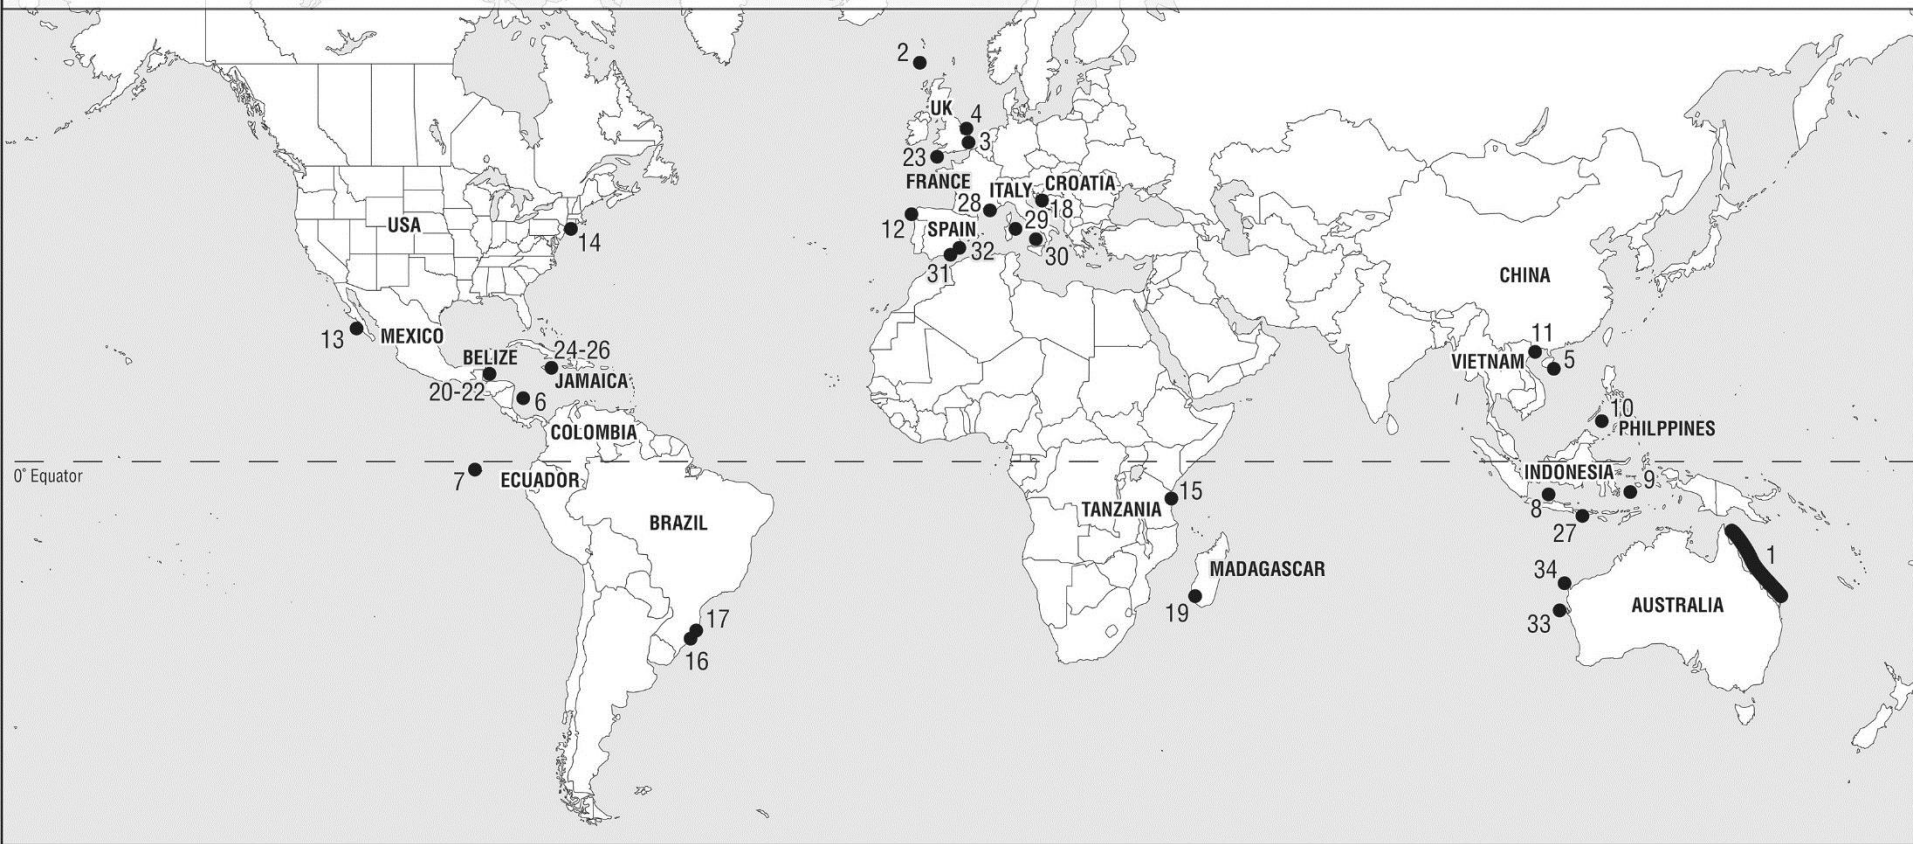 2
UK
4
3
23
FRANCE
ITALY
CROATIA
28
18
12
29
SPAIN
32
30
31
USA
14
CHINA
13
MEXICO
24-26
BELIZE
JAMAICA
20-22
6
11
VIETNAM
5
10
PHILPPINES
COLOMBIA
0° Equator
7
ECUADOR
INDONESIA
9
15
8
TANZANIA
BRAZIL
27
1
34
MADAGASCAR
AUSTRALIA
19
33
17
16